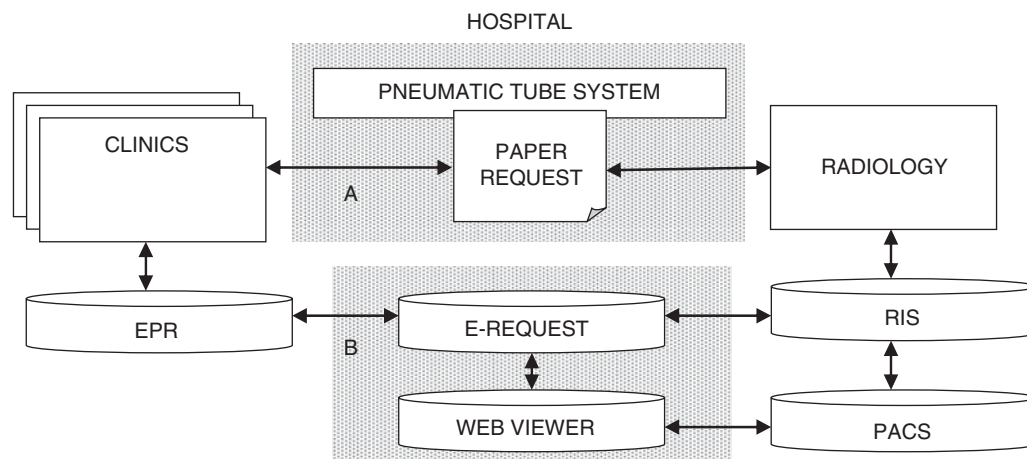 HOSPITAL
PNEUMATIC TUBE SYSTEM
CLINICS
PAPER
REQUEST
RADIOLOGY
A
EPR
E-REQUEST
RIS
B
WEB VIEWER
PACS